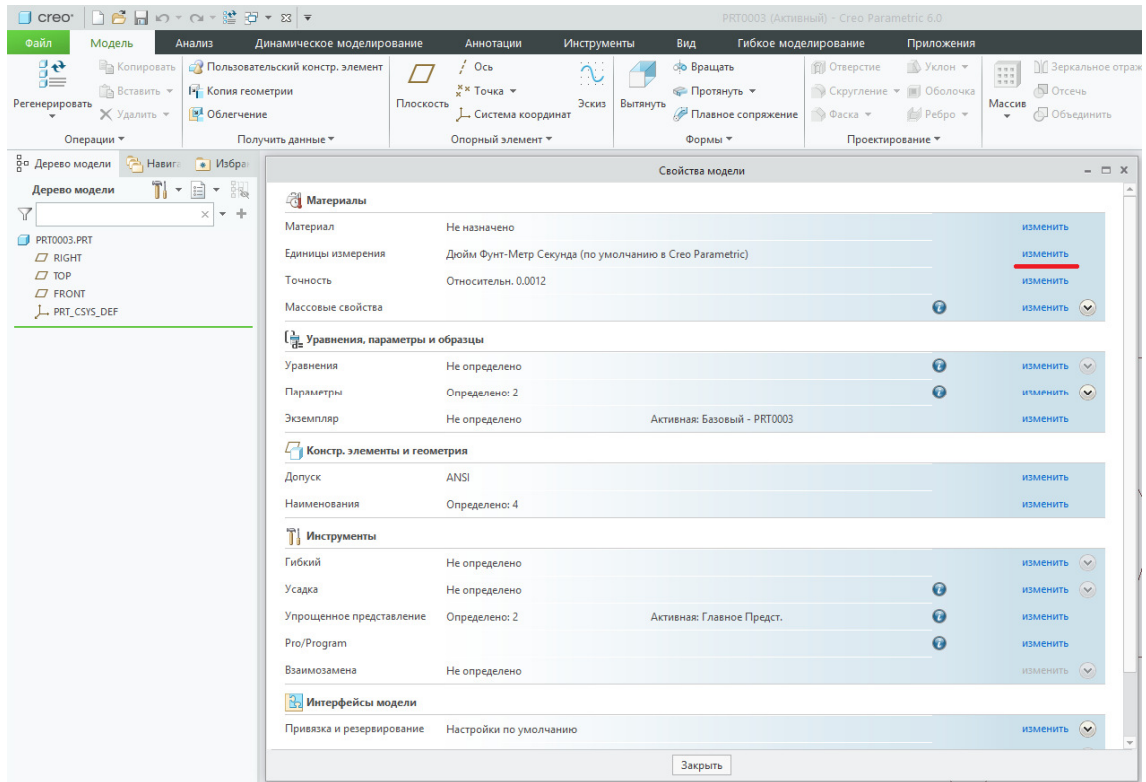 creo PRT0003 (Активный) - Creo Parametric 6.0
Файл Модель Анализ Динамическое моделирование Аннотации Инструменты Вид Гибкое моделирование Приложения
Копировать Пользовательский констр. элемент Ось Вращать Отверстие Уклон Зеркальное отраж
Вставить Копия геометрии Точка Протянуть Скругление Оболочка Отсечь
Регенерировать Удалить Облегчение Плоскость Система координат Эскиз Вытянуть Плавное сопряжение Фаска Ребро Массив Объединить
Операции Получить данные Опорный элемент Формы Проектирование
Дерево модели Навига Избра Свойства модели
Дерево модели
PRT0003.PRT
RIGHT
TOP
FRONT
PRT_CSYS_DEF
Материалы
Материал Не назначено изменить
Единицы измерения Дюйм Фунт-Метр Секунда (по умолчанию в Creo Parametric) изменить
Точность Относительн. 0.0012 изменить
Массовые свойства изменить
Уравнения, параметры и образцы
Уравнения Не определено изменить
Параметры Определено: 2 изменить
Экземпляр Не определено Активная: Базовый - PRT0003 изменить
Констр. элементы и геометрия
Допуск ANSI изменить
Наименования Определено: 4 изменить
Инструменты
Гибкий Не определено изменить
Усадка Не определено изменить
Упрощенное представление Определено: 2 Активная: Главное Предст. изменить
Pro/Program изменить
Взаимозамена Не определено изменить
Интерфейсы модели
Привязка и резервирование Настройки по умолчанию изменить
Закрыть